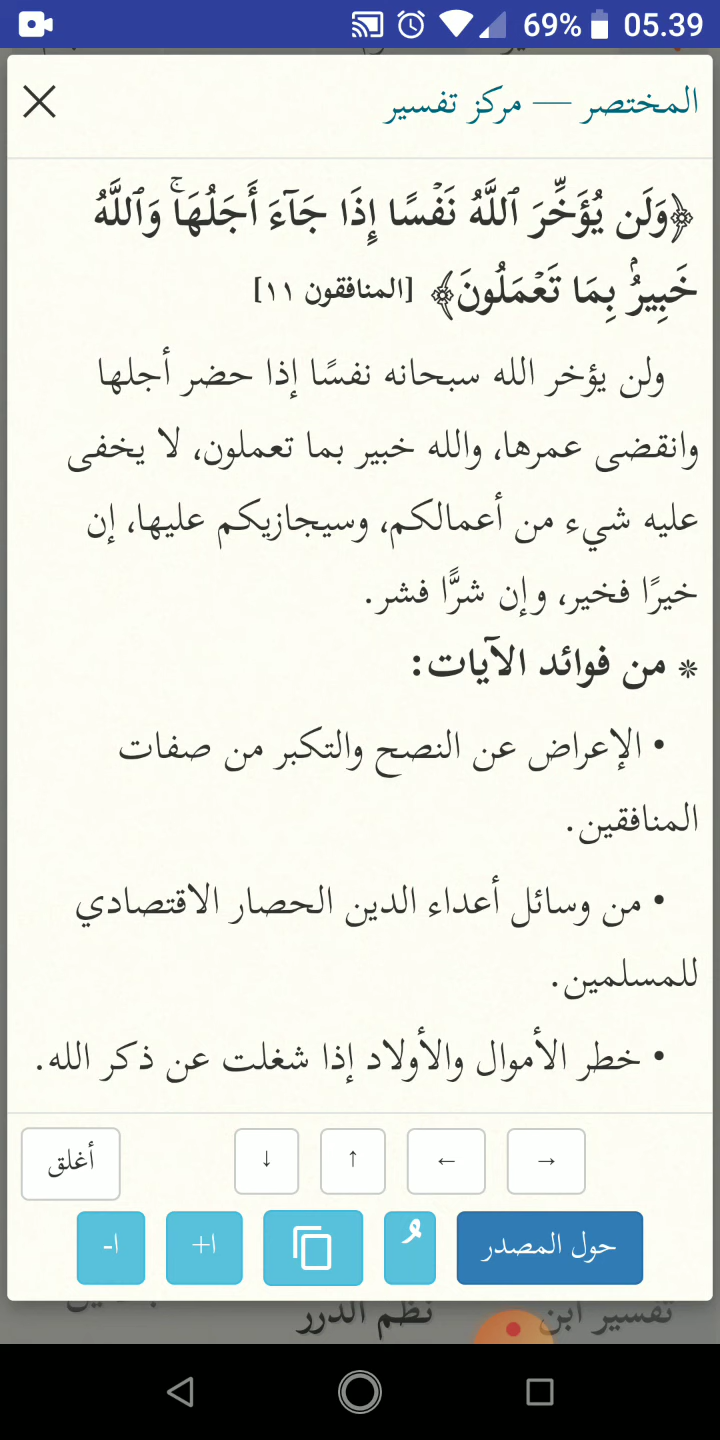 69% 05.39
المختصر — مركز تفسير
﴿وَلَن يُؤَخِّرَ ٱللَّهُ نَفۡسًا إِذَا جَاۤءَ أَجَلُهَاۚ وَٱللَّهُ
خَبِیرُۢ بِمَا تَعۡمَلُونَ﴾ [المنافقون ١١]
ولن يؤخر الله سبحانه نفسًا إذا حضر أجلها
وانقضى عمرها، والله خبير بما تعملون، لا يخفى
عليه شيء من أعمالكم، وسيجازيكم عليها، إن
خيرًا فخير، وإن شرًّا فشر.
* من فوائد الآيات:
• الإعراض عن النصح والتكبر من صفات
المنافقين.
• من وسائل أعداء الدين الحصار الاقتصادي
للمسلمين.
• خطر الأموال والأولاد إذا شغلت عن ذكر الله.
→ ← ↑ ↓ أغلق
حول المصدر ا+ ا-
تفسير ابن نظم الدرر